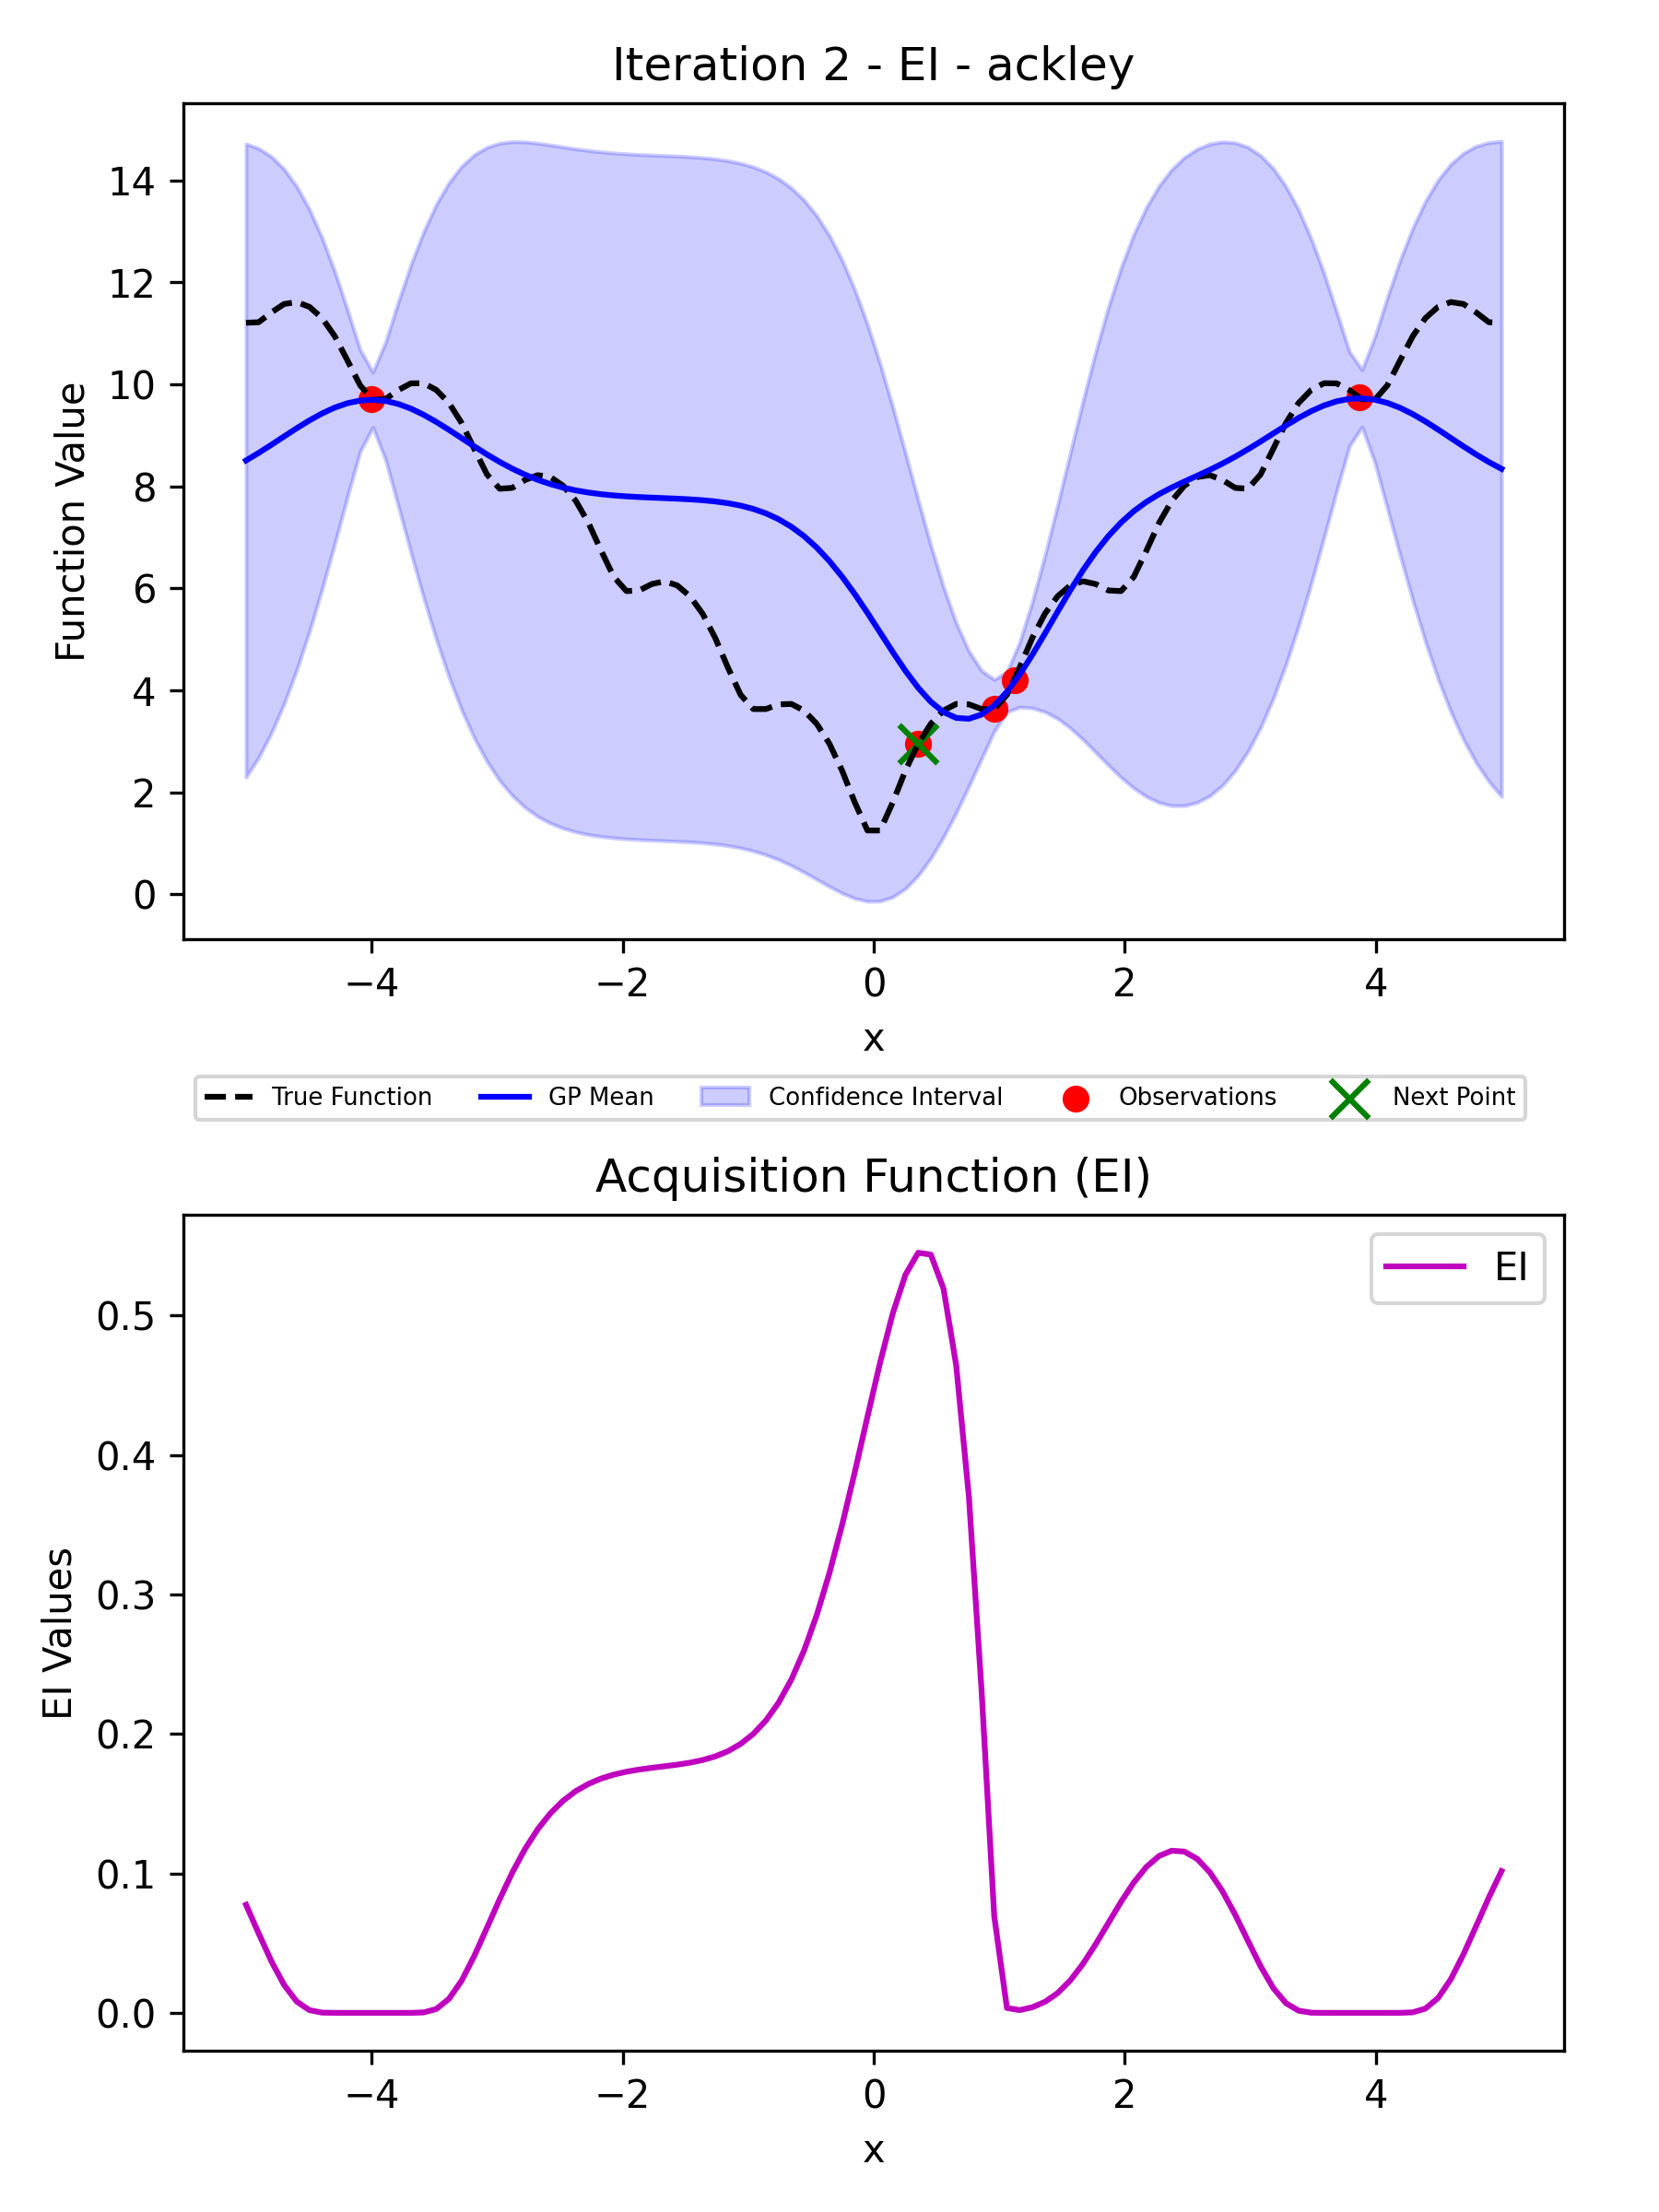 Iteration 2 - EI - ackley
Function Value
14
12
10
8
6
4
2
0
−4 −2 0 2 4
x
True Function GP Mean Confidence Interval Observations Next Point
Acquisition Function (EI)
EI
EI Values
0.5
0.4
0.3
0.2
0.1
0.0
−4 −2 0 2 4
x